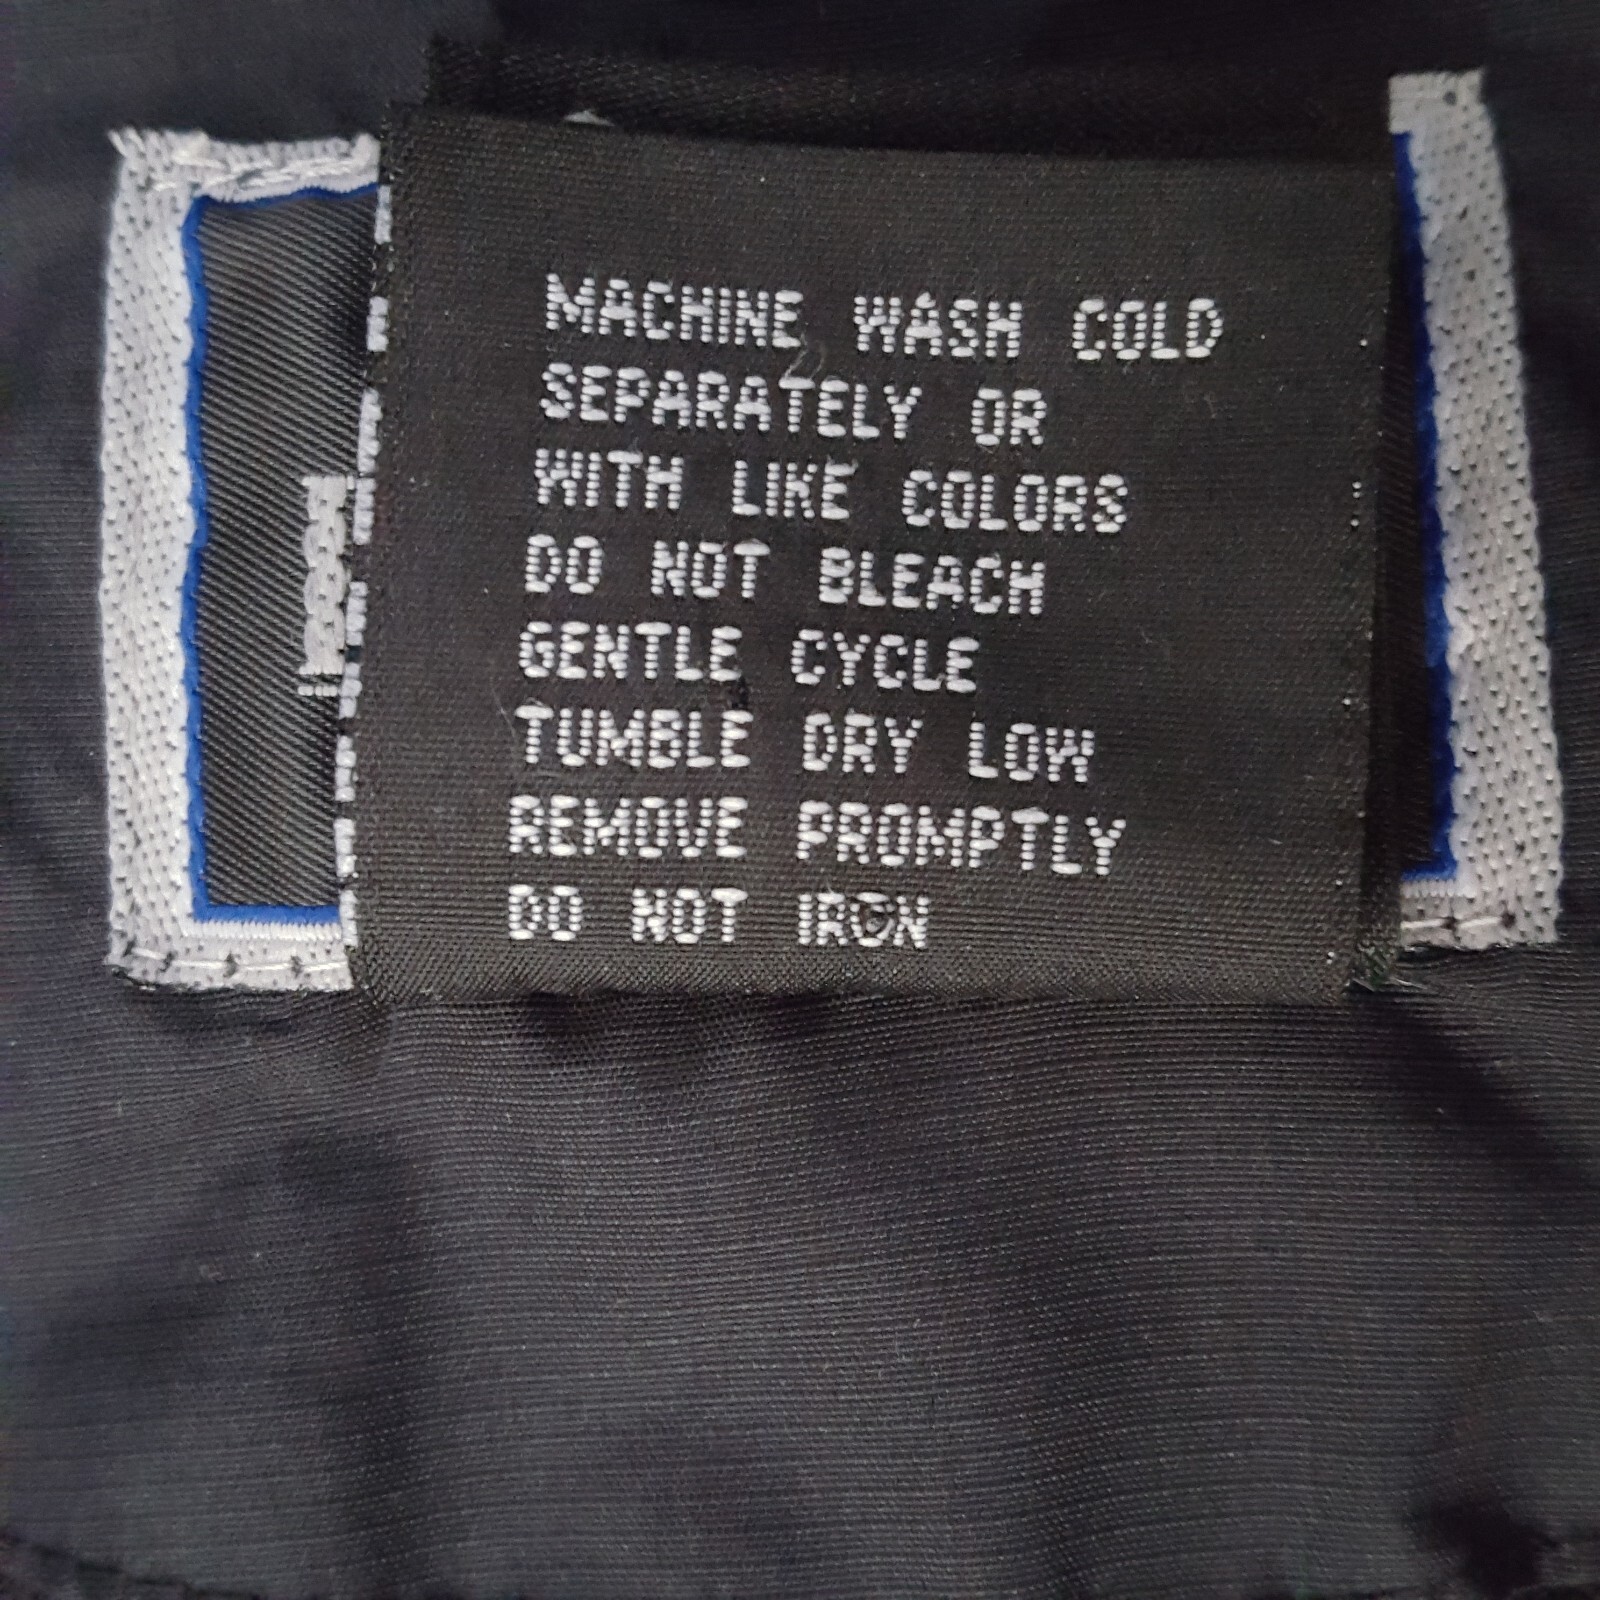 MACHINE WASH COLD
SEPARATELY OR
WITH LIKE COLORS
DO NOT BLEACH
GENTLE CYCLE
TUMBLE DRY LOW
REMOVE PROMPTLY
DO NOT IRON